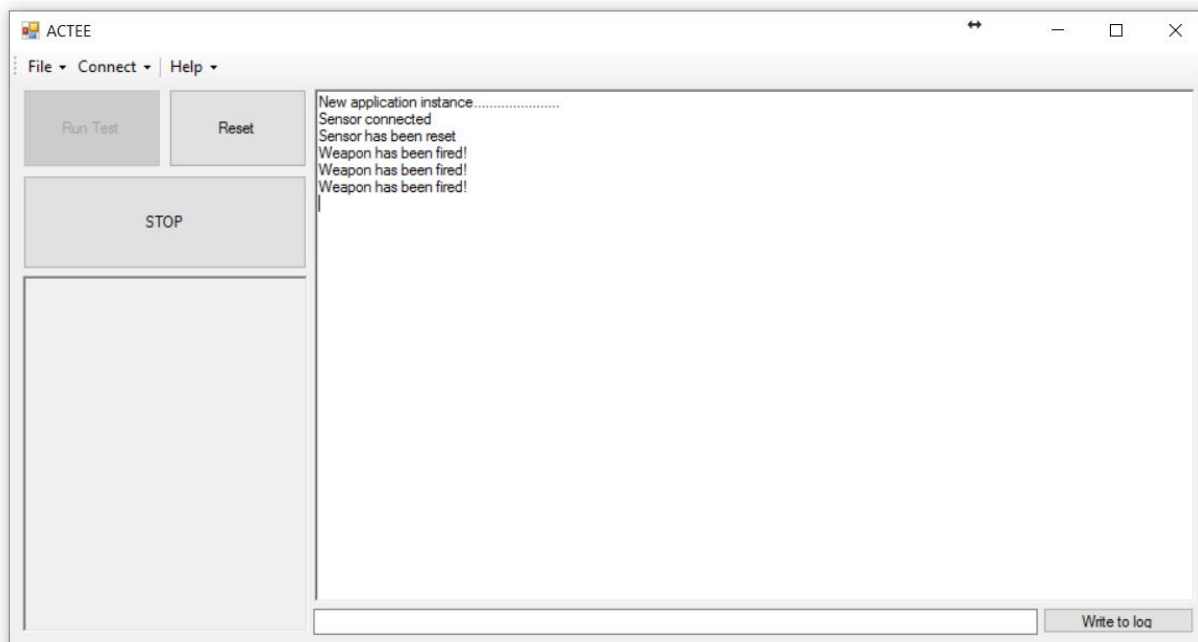 ACTEE
File Connect Help
Run Test Reset
STOP
New application instance......................
Sensor connected
Sensor has been reset
Weapon has been fired!
Weapon has been fired!
Weapon has been fired!
Write to log